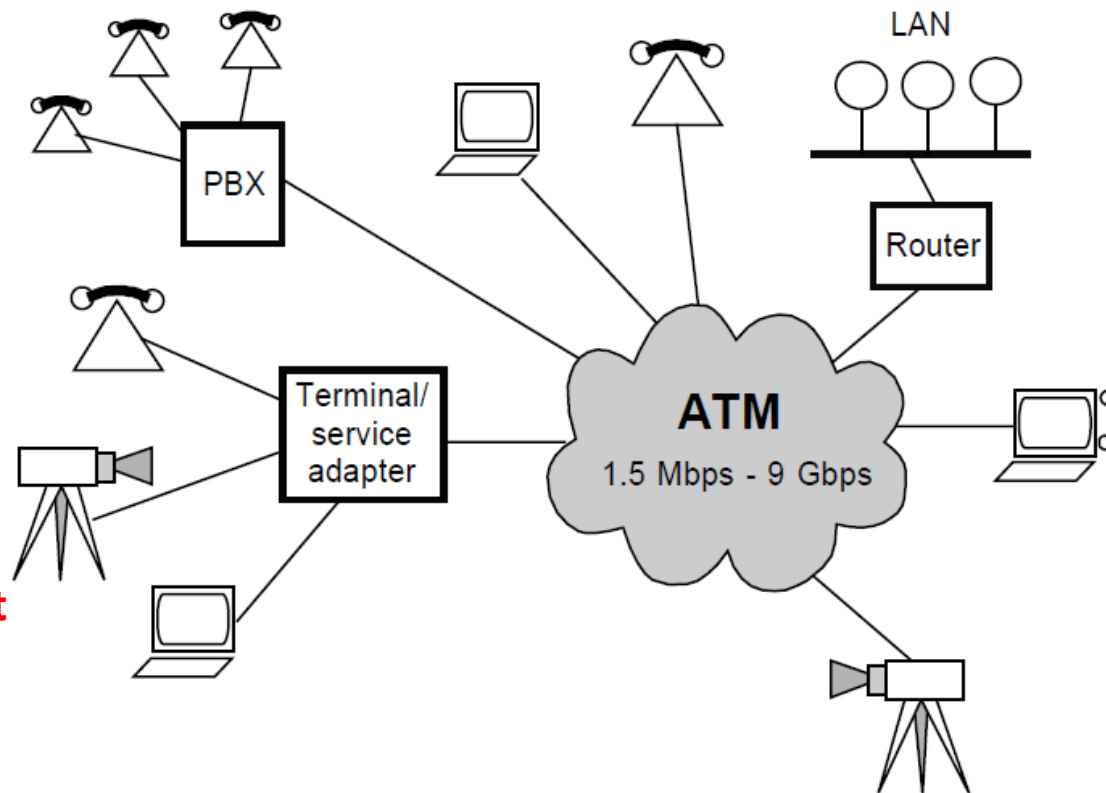 LAN
PBX
Router
Terminal/
service
adapter
ATM
1.5 Mbps - 9 Gbps
t